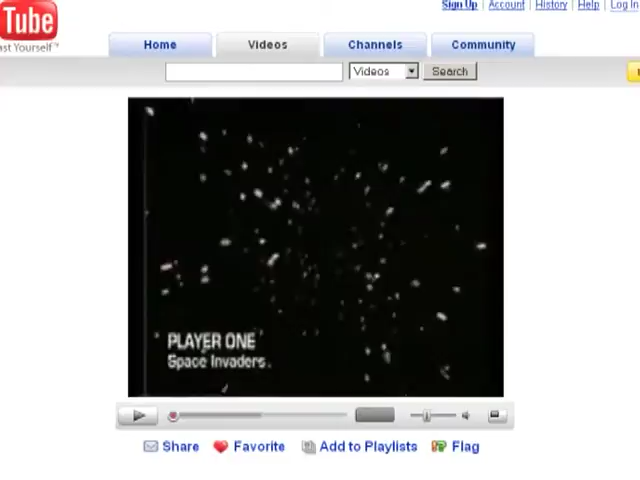 Sign Up | Account | History | Help | Log In
Tube
ast Yourself™
Home Videos Channels Community
Videos Search
PLAYER ONE
Space Invaders.
Share Favorite Add to Playlists Flag